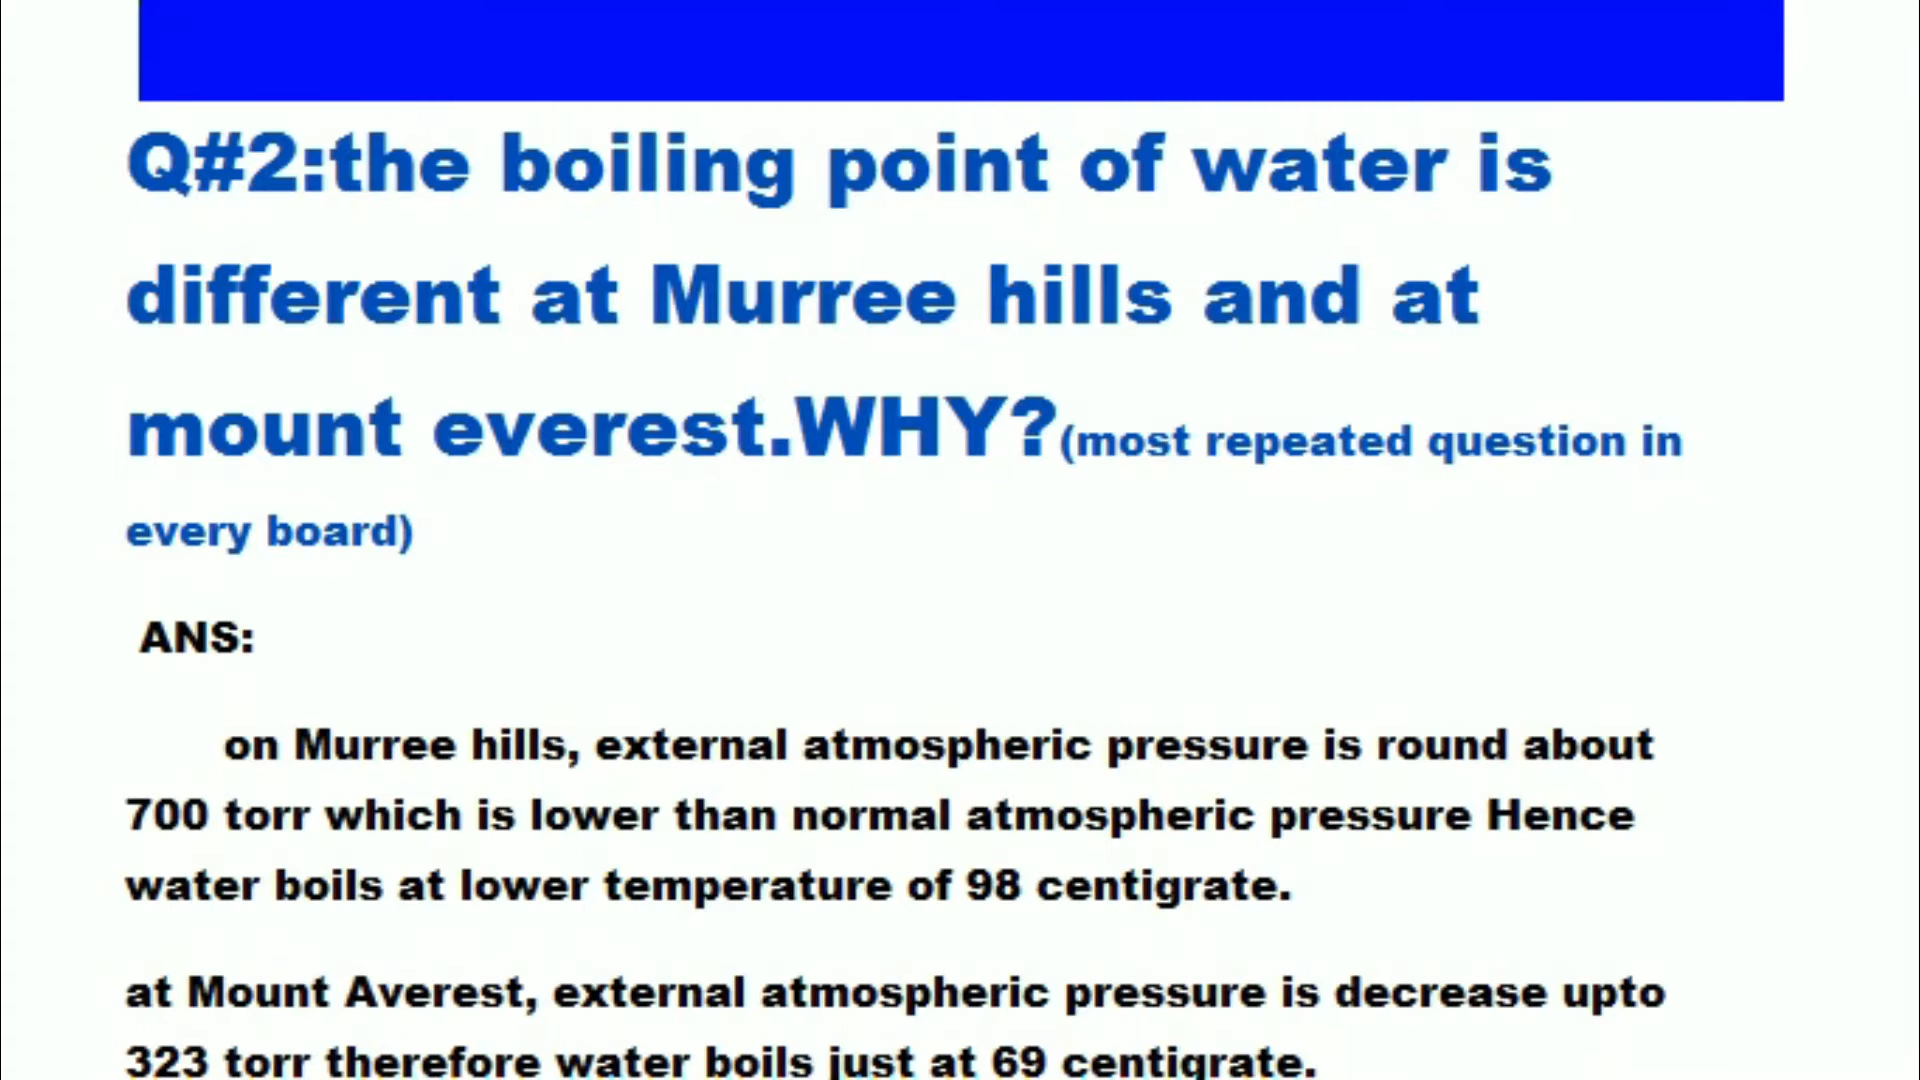 Q#2:the boiling point of water is
different at Murree hills and at
mount everest.WHY?(most repeated question in
every board)
ANS:
on Murree hills, external atmospheric pressure is round about
700 torr which is lower than normal atmospheric pressure Hence
water boils at lower temperature of 98 centigrate.
at Mount Averest, external atmospheric pressure is decrease upto
323 torr therefore water boils just at 69 centigrate.